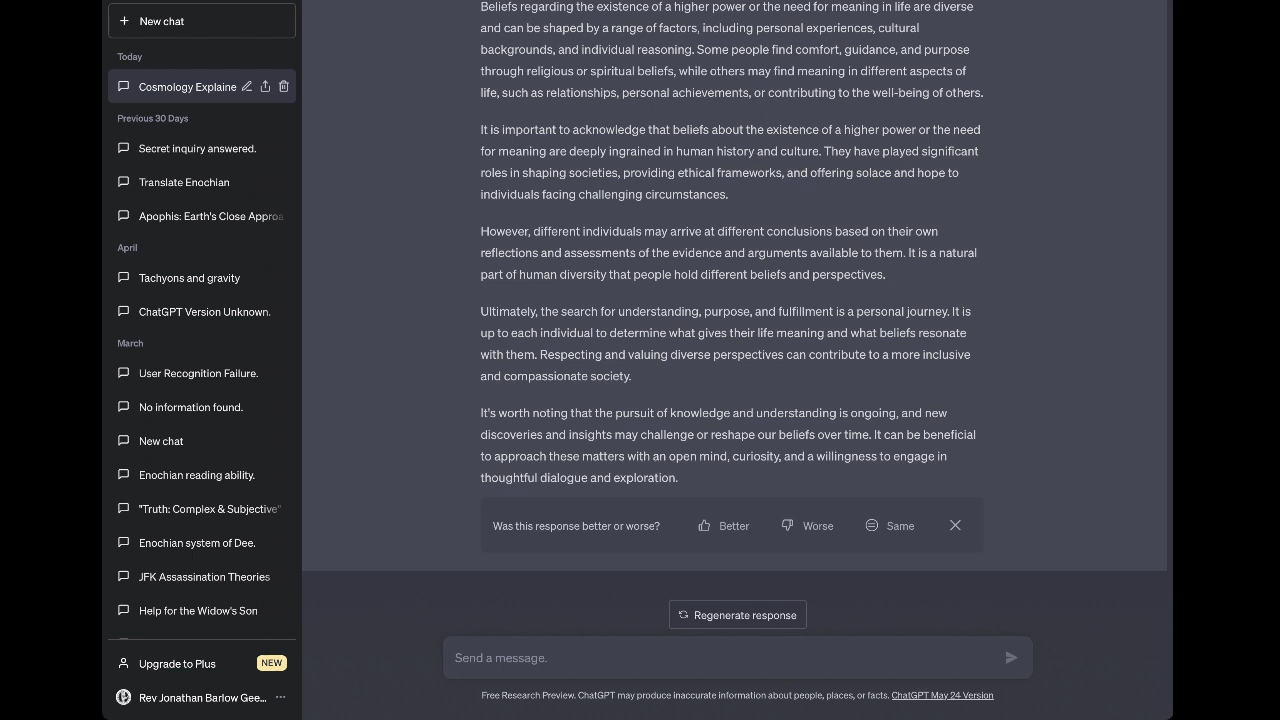 New chat
Today
Cosmology Explaine
Previous 30 Days
Secret inquiry answered.
Translate Enochian
Apophis: Earth's Close Approa
April
Tachyons and gravity
ChatGPT Version Unknown.
March
User Recognition Failure.
No information found.
New chat
Enochian reading ability.
"Truth: Complex & Subjective"
Enochian system of Dee.
JFK Assassination Theories
Help for the Widow's Son
Upgrade to Plus NEW
Rev Jonathan Barlow Gee...
Beliefs regarding the existence of a higher power or the need for meaning in life are diverse
and can be shaped by a range of factors, including personal experiences, cultural
backgrounds, and individual reasoning. Some people find comfort, guidance, and purpose
through religious or spiritual beliefs, while others may find meaning in different aspects of
life, such as relationships, personal achievements, or contributing to the well-being of others.
It is important to acknowledge that beliefs about the existence of a higher power or the need
for meaning are deeply ingrained in human history and culture. They have played significant
roles in shaping societies, providing ethical frameworks, and offering solace and hope to
individuals facing challenging circumstances.
However, different individuals may arrive at different conclusions based on their own
reflections and assessments of the evidence and arguments available to them. It is a natural
part of human diversity that people hold different beliefs and perspectives.
Ultimately, the search for understanding, purpose, and fulfillment is a personal journey. It is
up to each individual to determine what gives their life meaning and what beliefs resonate
with them. Respecting and valuing diverse perspectives can contribute to a more inclusive
and compassionate society.
It's worth noting that the pursuit of knowledge and understanding is ongoing, and new
discoveries and insights may challenge or reshape our beliefs over time. It can be beneficial
to approach these matters with an open mind, curiosity, and a willingness to engage in
thoughtful dialogue and exploration.
Was this response better or worse? Better Worse Same
Regenerate response
Send a message.
Free Research Preview. ChatGPT may produce inaccurate information about people, places, or facts. ChatGPT May 24 Version